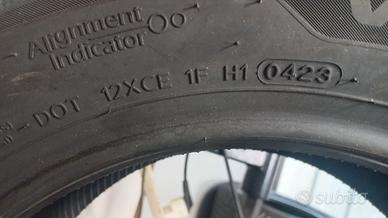 Alignment
Indicator
DOT 12XCE 1F H1 0423
subito